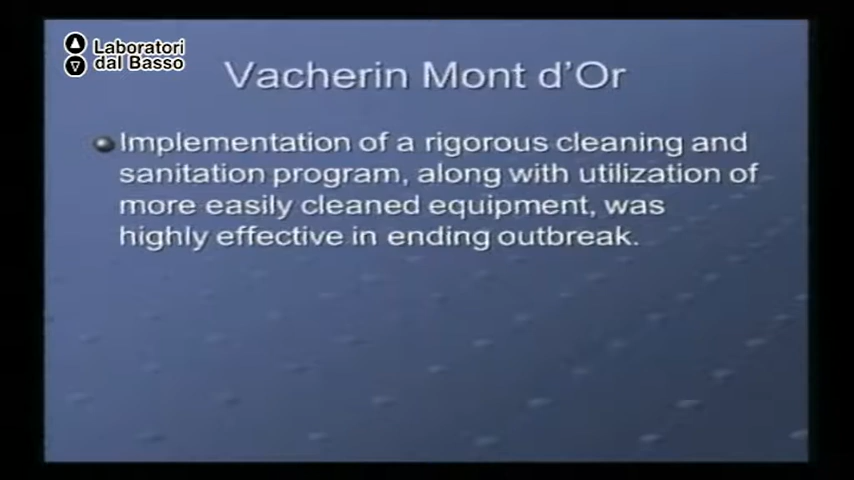 Laboratori
dal Basso
Vacherin Mont d'Or
Implementation of a rigorous cleaning and
sanitation program, along with utilization of
more easily cleaned equipment, was
highly effective in ending outbreak.